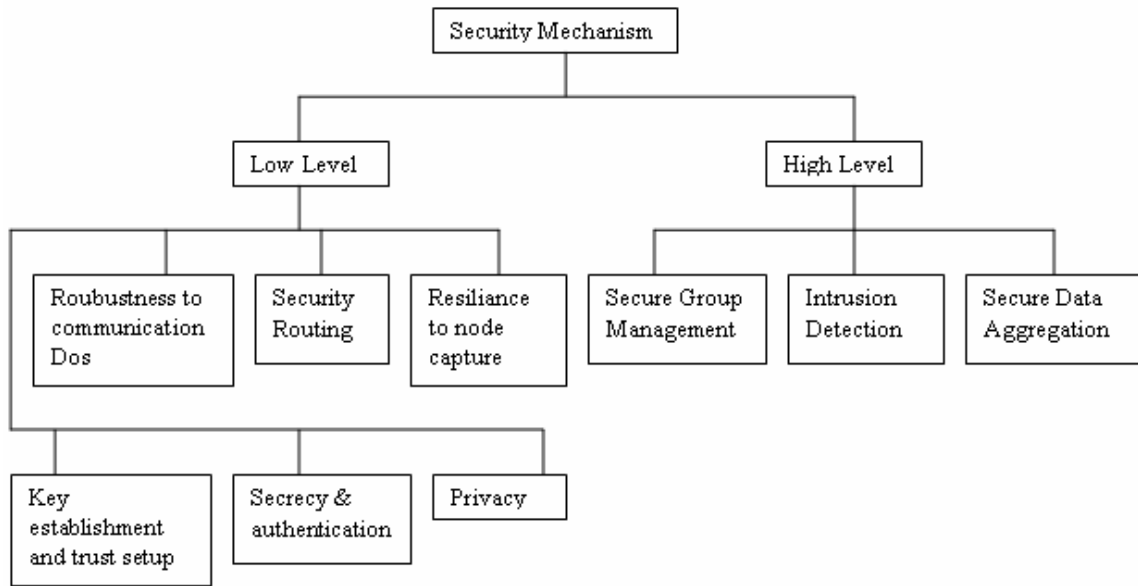 Security Mechanism
Low Level
High Level
Roubustness to
communication
Dos
Security
Routing
Resiliance
to node
capture
Secure Group
Management
Intrusion
Detection
Secure Data
Aggregation
Key
establishment
and trust setup
Secrecy &
authentication
Privacy